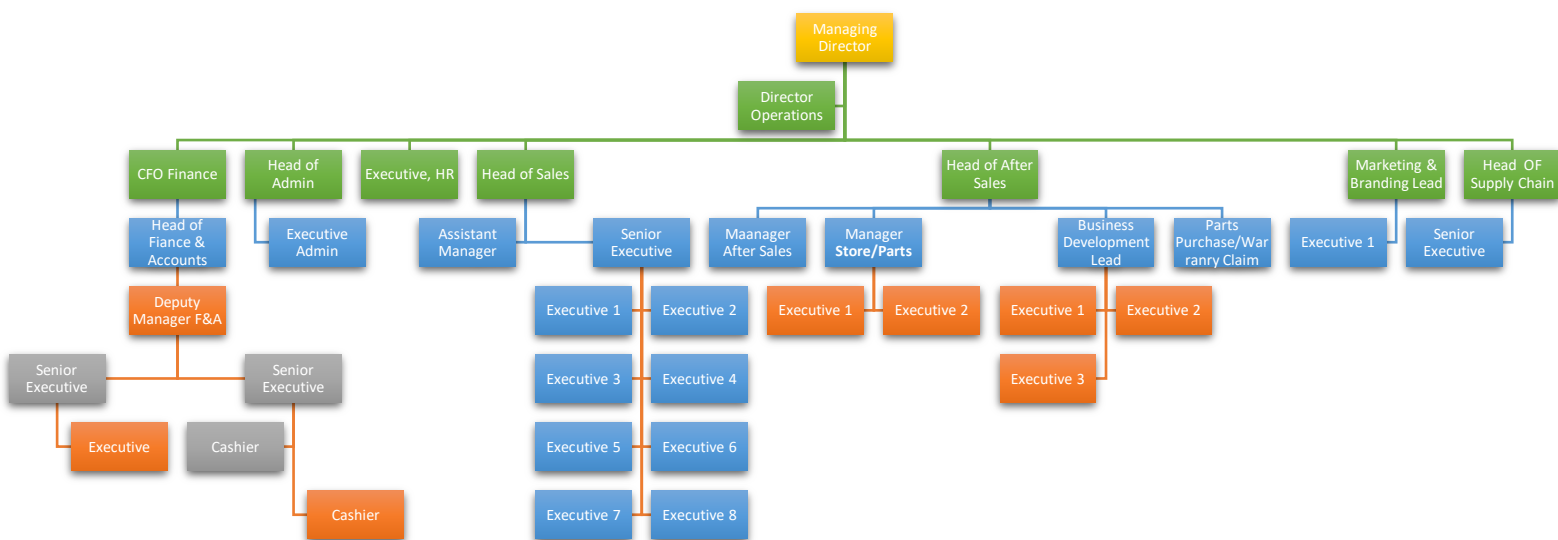 Managing
Director
Director
Operations
CFO Finance
Head of
Admin
Executive, HR
Head of Sales
Head of After
Sales
Marketing &
Branding Lead
Head OF
Supply Chain
Head of
Fiance &
Accounts
Executive
Admin
Assistant
Manager
Senior
Executive
Maanager
After Sales
Manager
Store/Parts
Business
Development
Lead
Parts
Purchase/War
ranry Claim
Executive 1
Senior
Executive
Deputy
Manager F&A
Executive 1
Executive 2
Executive 1
Executive 2
Executive 1
Executive 2
Senior
Executive
Senior
Executive
Executive 3
Executive 4
Executive 3
Executive
Cashier
Executive 5
Executive 6
Cashier
Executive 7
Executive 8